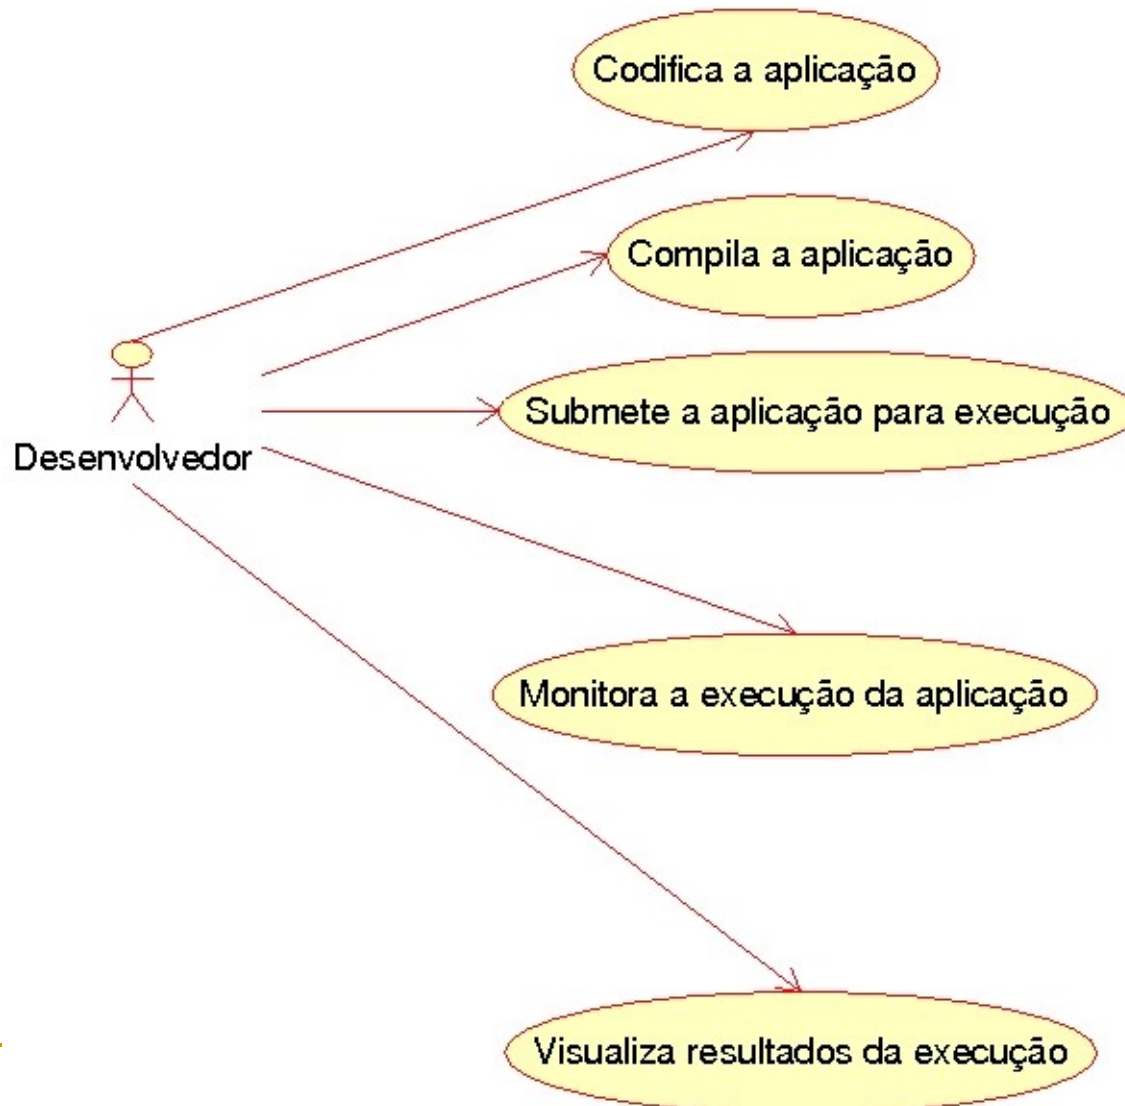 Codifica a aplicação
Compila a aplicação
Submete a aplicação para execução
Desenvolvedor
Monitora a execução da aplicação
Visualiza resultados da execução